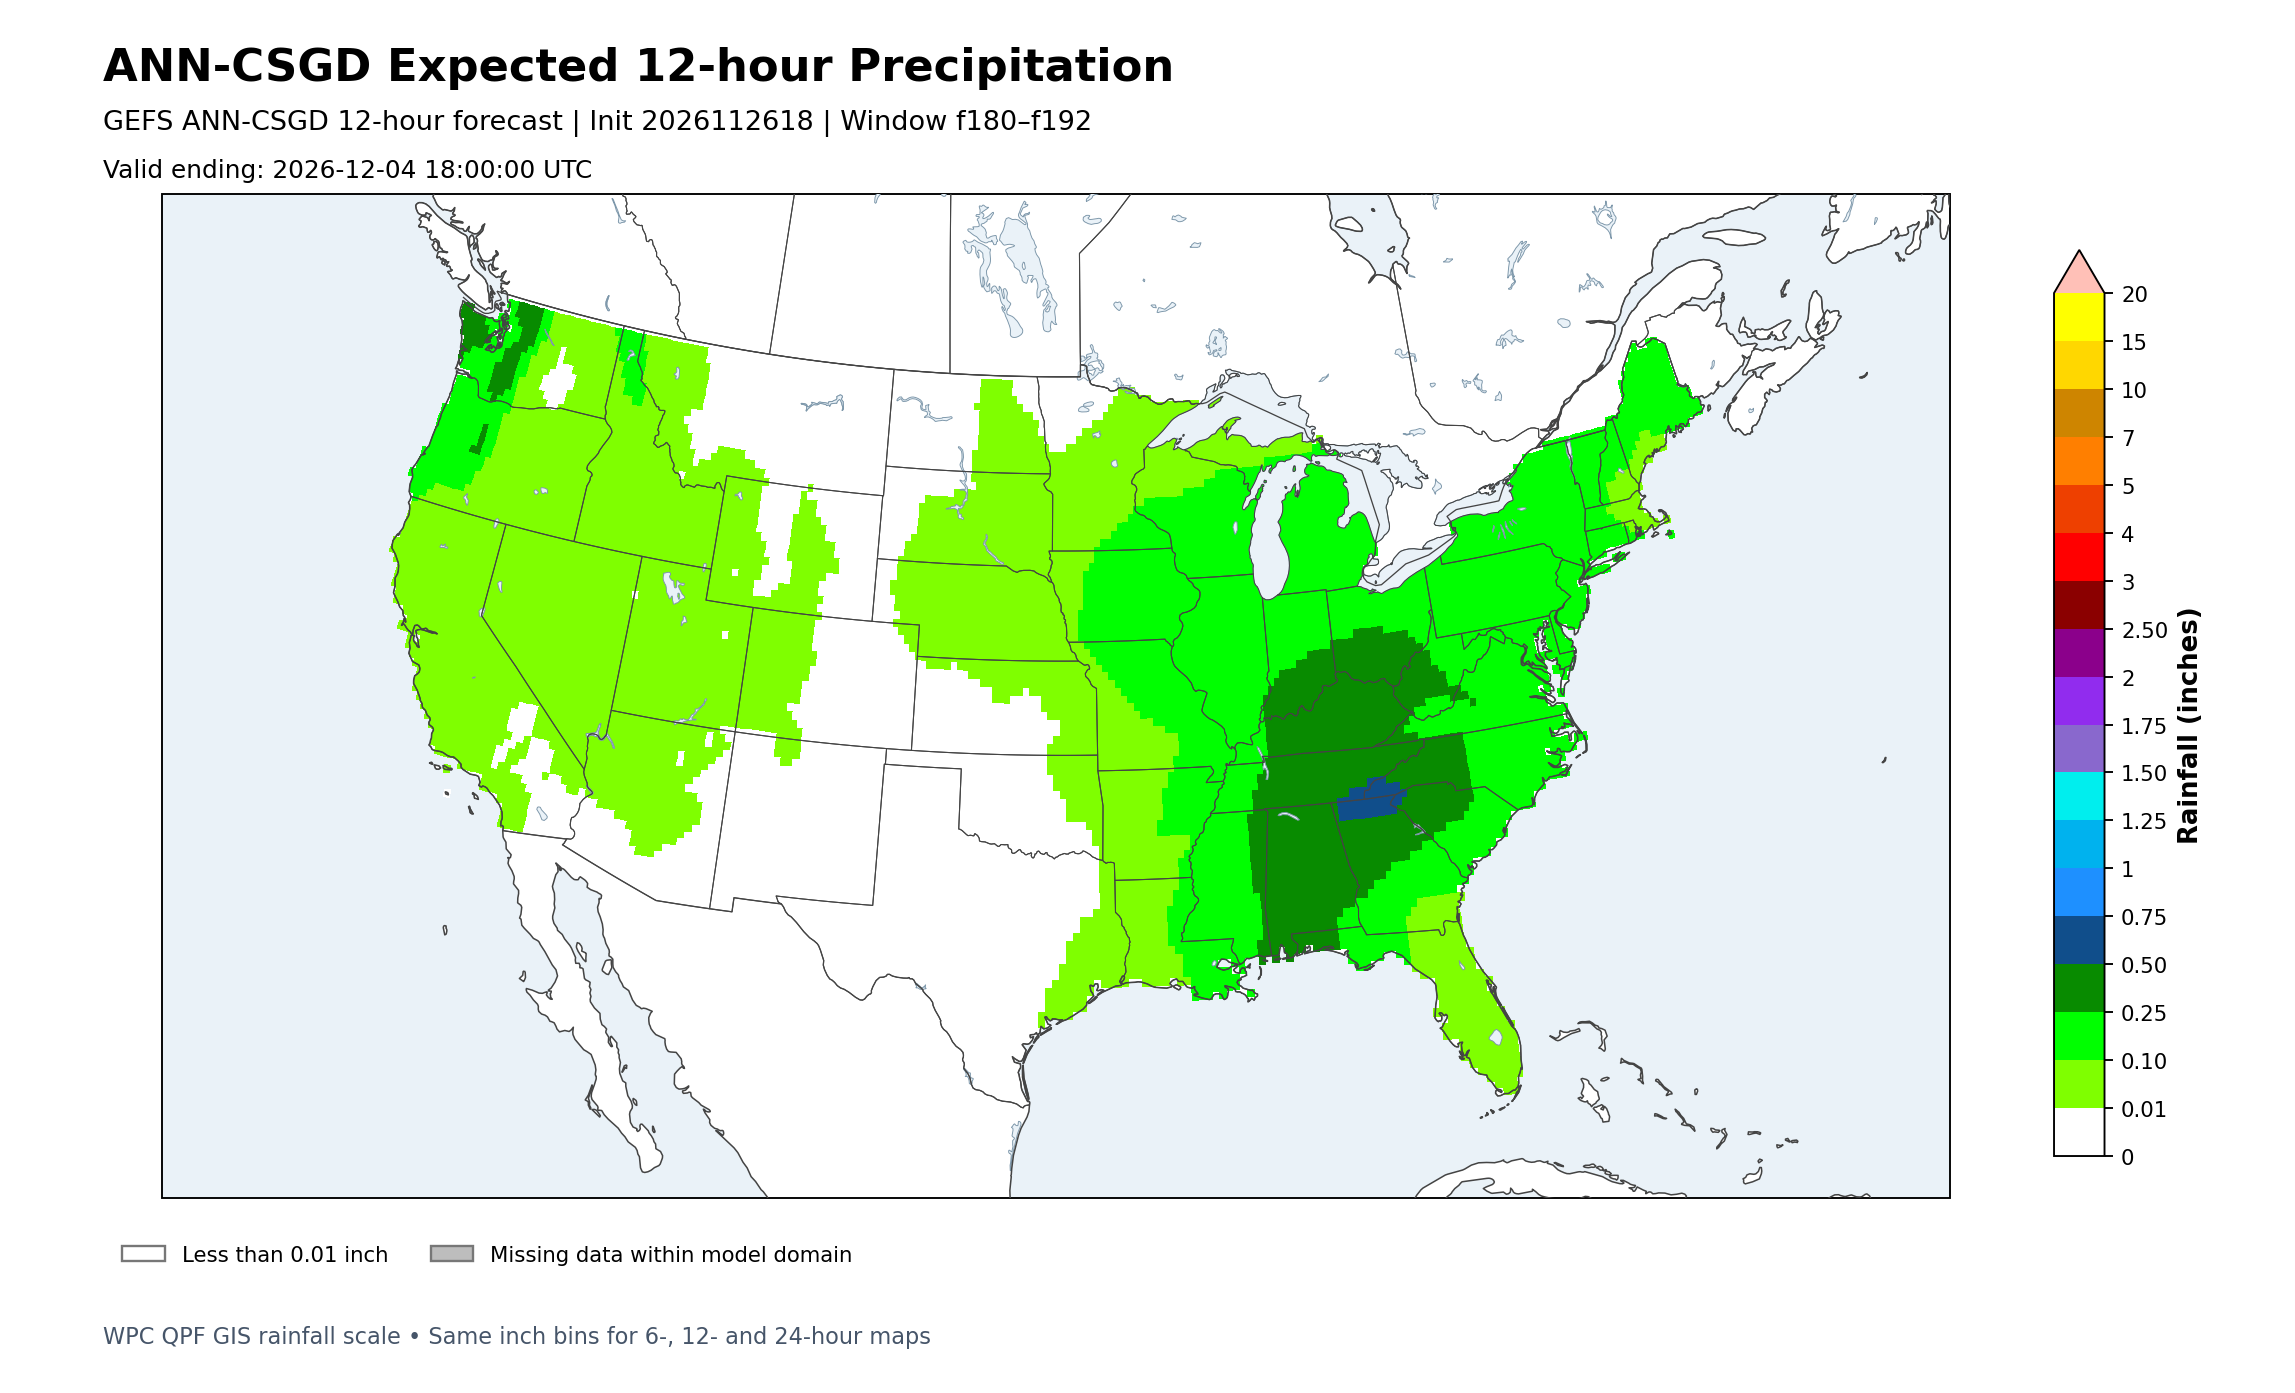 ANN-CSGD Expected 12-hour Precipitation
GEFS ANN-CSGD 12-hour forecast | Init 2026112618 | Window f180–f192
Valid ending: 2026-12-04 18:00:00 UTC
20
15
10
7
5
4
3
2.50
2
1.75
1.50
1.25
1
0.75
0.50
0.25
0.10
0.01
0
Rainfall (inches)
Less than 0.01 inch
Missing data within model domain
WPC QPF GIS rainfall scale • Same inch bins for 6-, 12- and 24-hour maps